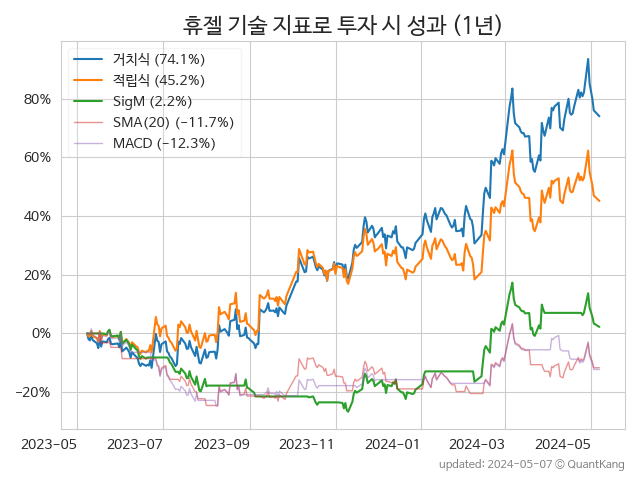 휴젤 기술 지표로 투자 시 성과 (1년)
거치식 (74.1%)
적립식 (45.2%)
SigM (2.2%)
SMA(20) (−11.7%)
MACD (−12.3%)
80%
60%
40%
20%
0%
−20%
2023-05 2023-07 2023-09 2023-11 2024-01 2024-03 2024-05
updated: 2024-05-07 © QuantKang